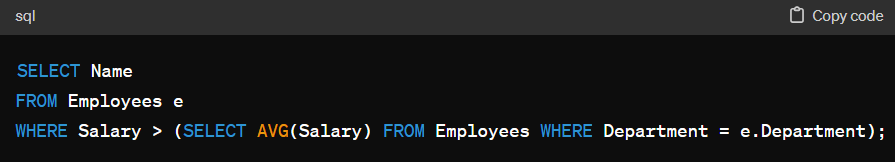 sql
Copy code
SELECT Name
FROM Employees e
WHERE Salary > (SELECT AVG(Salary) FROM Employees WHERE Department = e.Department);